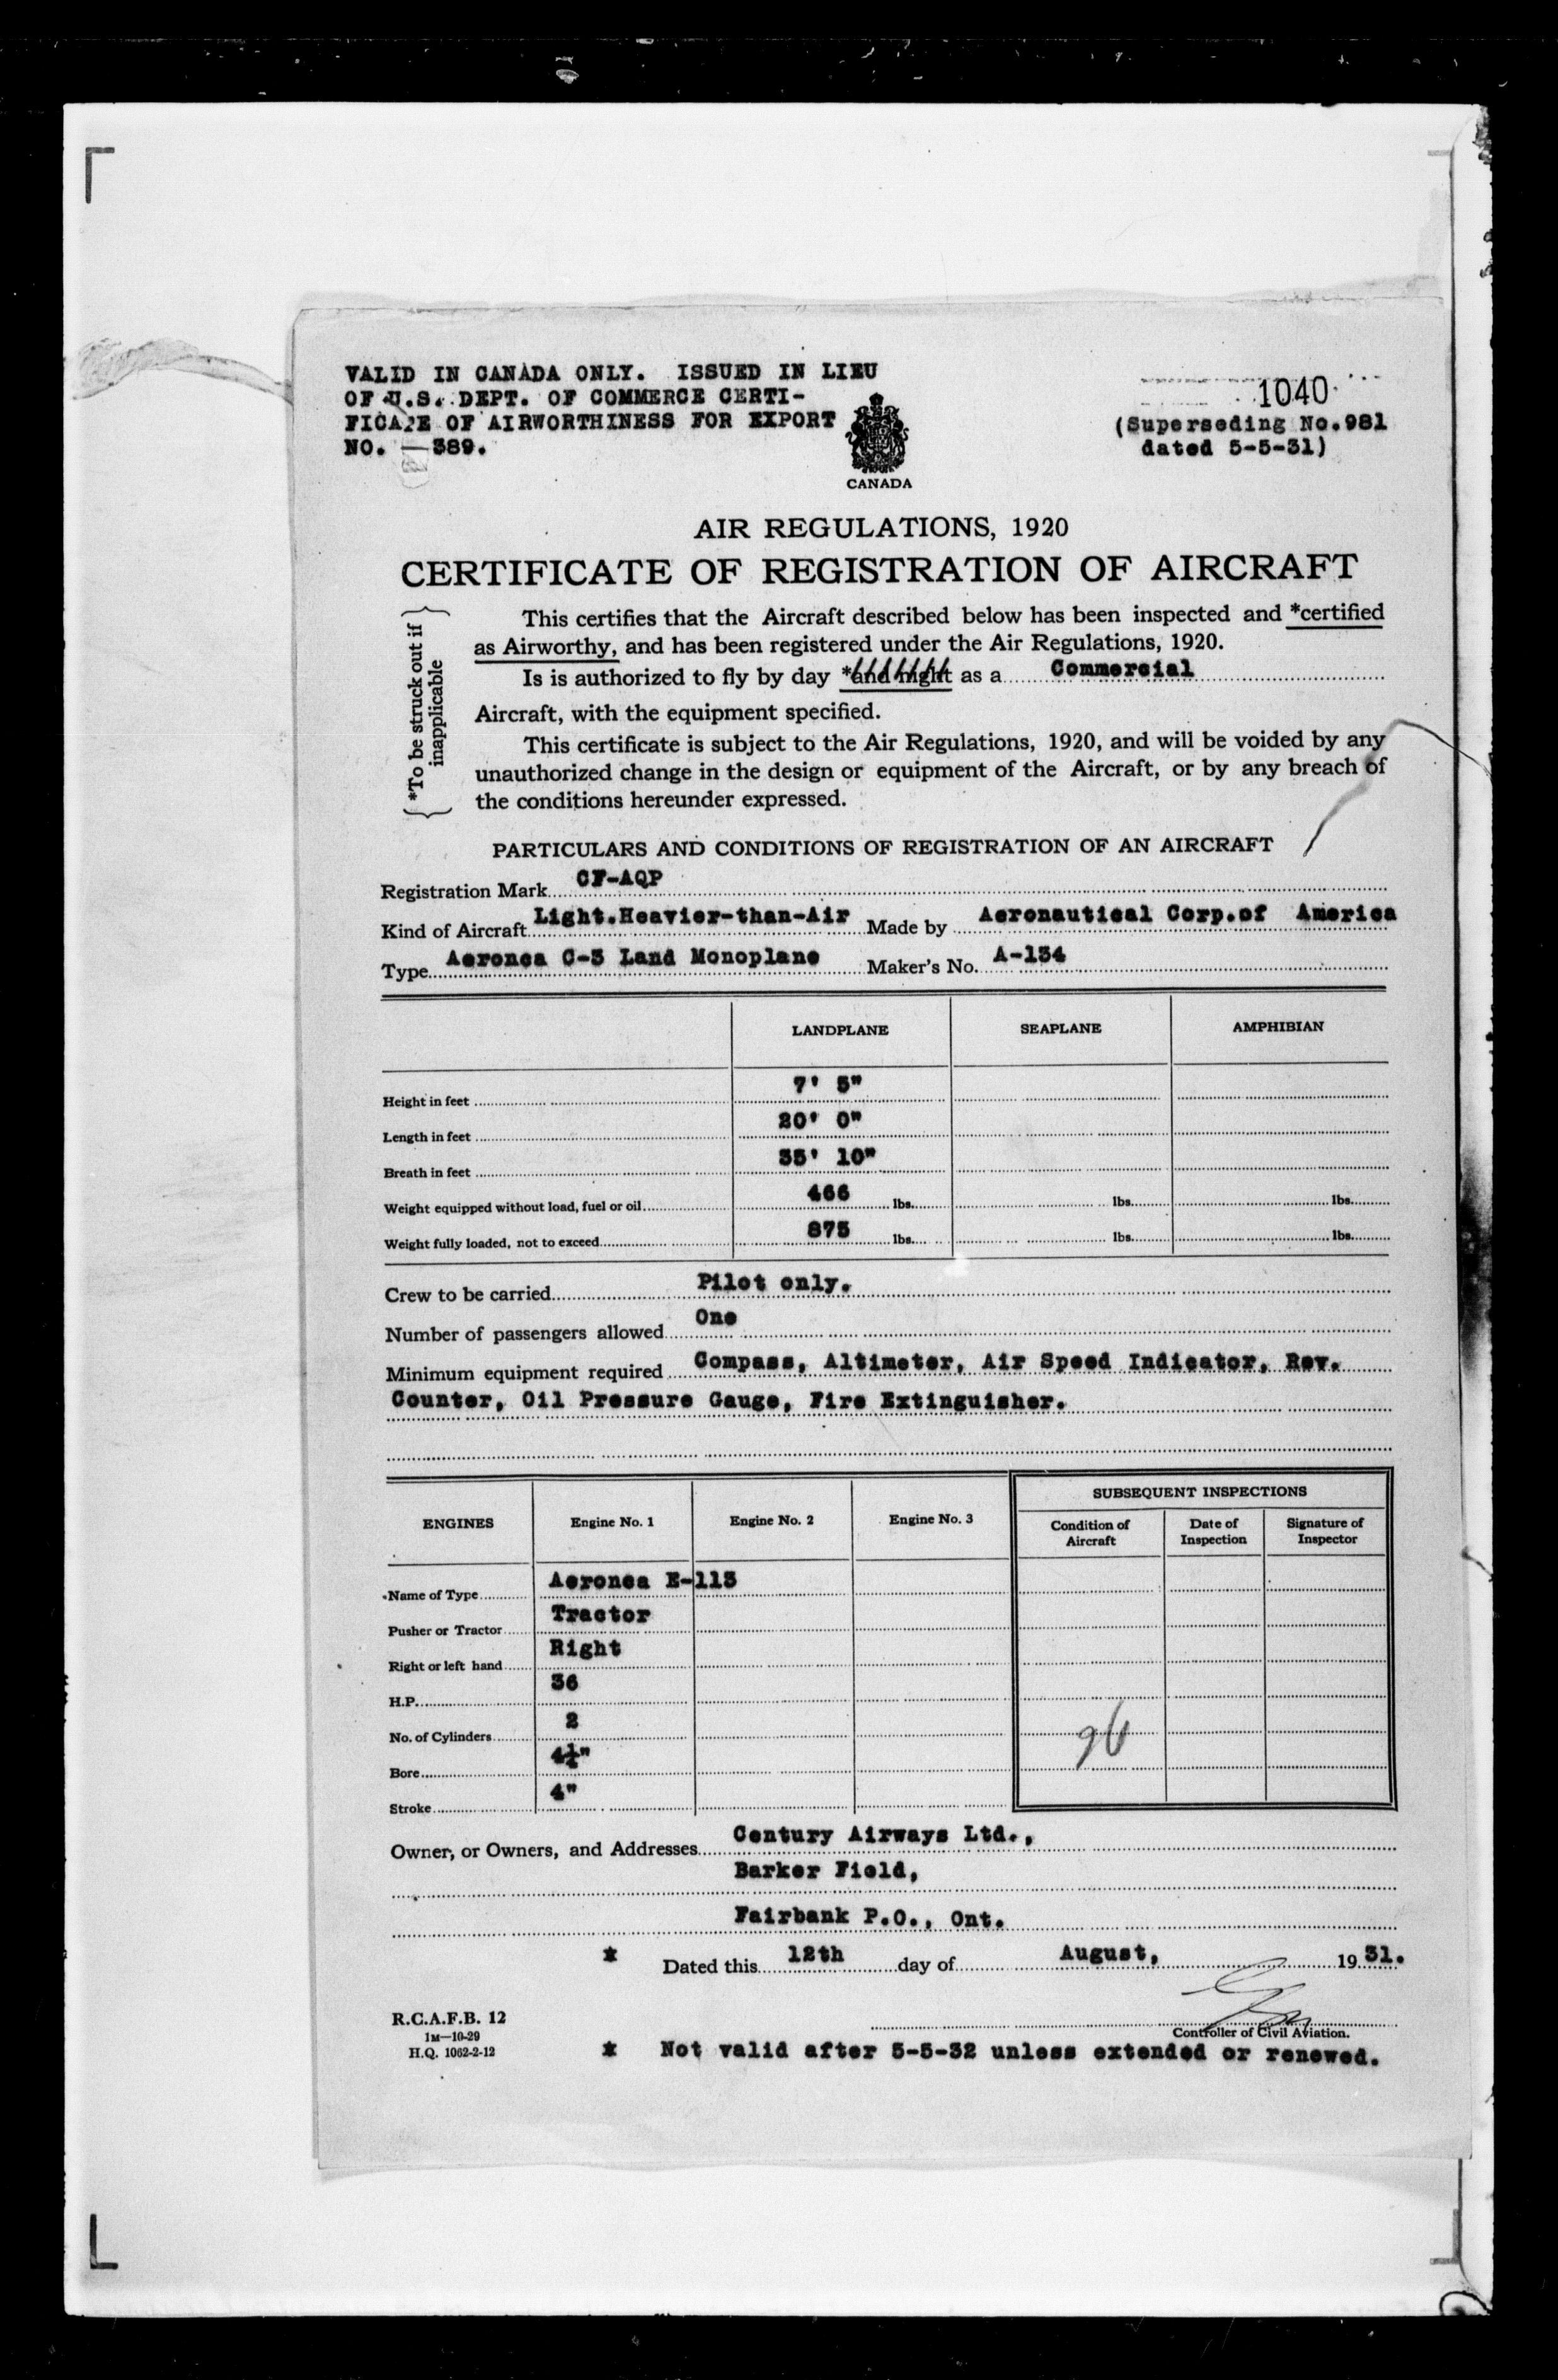 VALID IN CANADA ONLY. ISSUED IN LIEU
OF U.S. DEPT. OF COMMERCE CERTI-
FICATE OF AIRWORTHINESS FOR EXPORT
NO. —389.
1040
(Superseding No.981
dated 5-5-31)
CANADA
AIR REGULATIONS, 1920
CERTIFICATE OF REGISTRATION OF AIRCRAFT
*To be struck out if
inapplicable
This certifies that the Aircraft described below has been inspected and *certified
as Airworthy, and has been registered under the Air Regulations, 1920.
Is is authorized to fly by day *and night as a Commercial
Aircraft, with the equipment specified.
This certificate is subject to the Air Regulations, 1920, and will be voided by any
unauthorized change in the design or equipment of the Aircraft, or by any breach of
the conditions hereunder expressed.
PARTICULARS AND CONDITIONS OF REGISTRATION OF AN AIRCRAFT
Registration Mark CF-AQP
Kind of Aircraft Light.Heavier-than-Air Made by Aeronautical Corp.of America
Type Aeronca C-3 Land Monoplane Maker's No. A-134
LANDPLANE SEAPLANE AMPHIBIAN
Height in feet 7' 5"
Length in feet 20' 0"
Breath in feet 35' 10"
Weight equipped without load, fuel or oil 466 lbs. lbs. lbs.
Weight fully loaded, not to exceed 875 lbs. lbs. lbs.
Crew to be carried Pilot only.
Number of passengers allowed One
Minimum equipment required Compass, Altimeter, Air Speed Indicator, Rev.
Counter, Oil Pressure Gauge, Fire Extinguisher.
ENGINES Engine No. 1 Engine No. 2 Engine No. 3
SUBSEQUENT INSPECTIONS
Condition of Aircraft Date of Inspection Signature of Inspector
Name of Type Aeronca E-113
Pusher or Tractor Tractor
Right or left hand Right
H.P. 36
No. of Cylinders 2
Bore 4¼"
Stroke 4"
Owner, or Owners, and Addresses Century Airways Ltd.,
Barker Field,
Fairbank P.O., Ont.
* Dated this 12th day of August, 1931.
R.C.A.F.B. 12
1M—10-29
H.Q. 1062-2-12
Controller of Civil Aviation.
* Not valid after 5-5-32 unless extended or renewed.